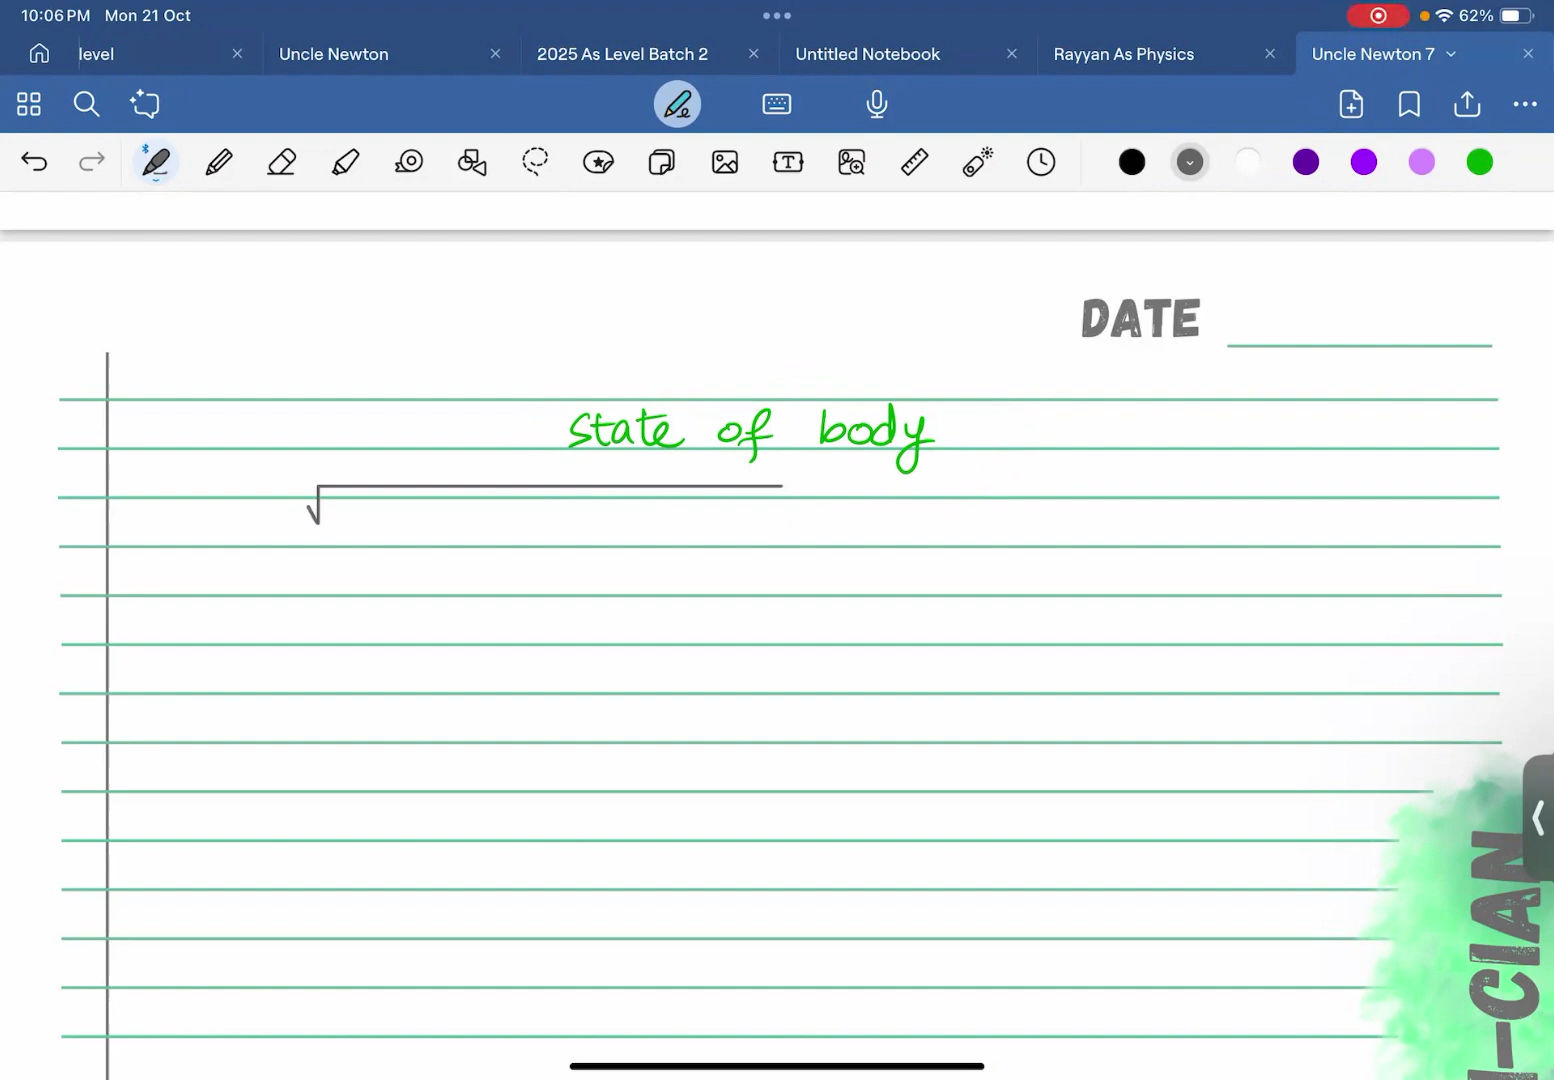 10:06 PM Mon 21 Oct
62%
level
Uncle Newton
2025 As Level Batch 2
Untitled Notebook
Rayyan As Physics
Uncle Newton 7
DATE
state of body
-CIAN